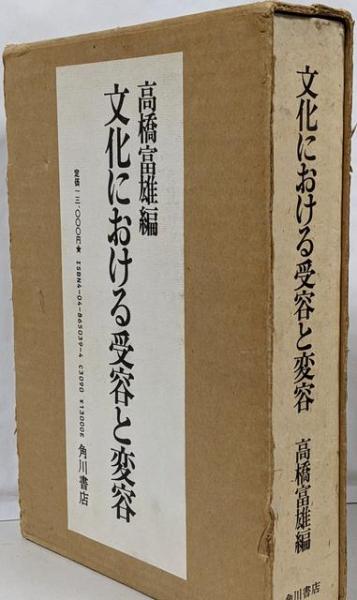 高橋富雄編
文化における受容と変容
定価一三、〇〇〇円★ ISBN4-04-865039-4 C3090 ¥13000E 角川書店
文化における受容と変容 高橋富雄編
角川書店